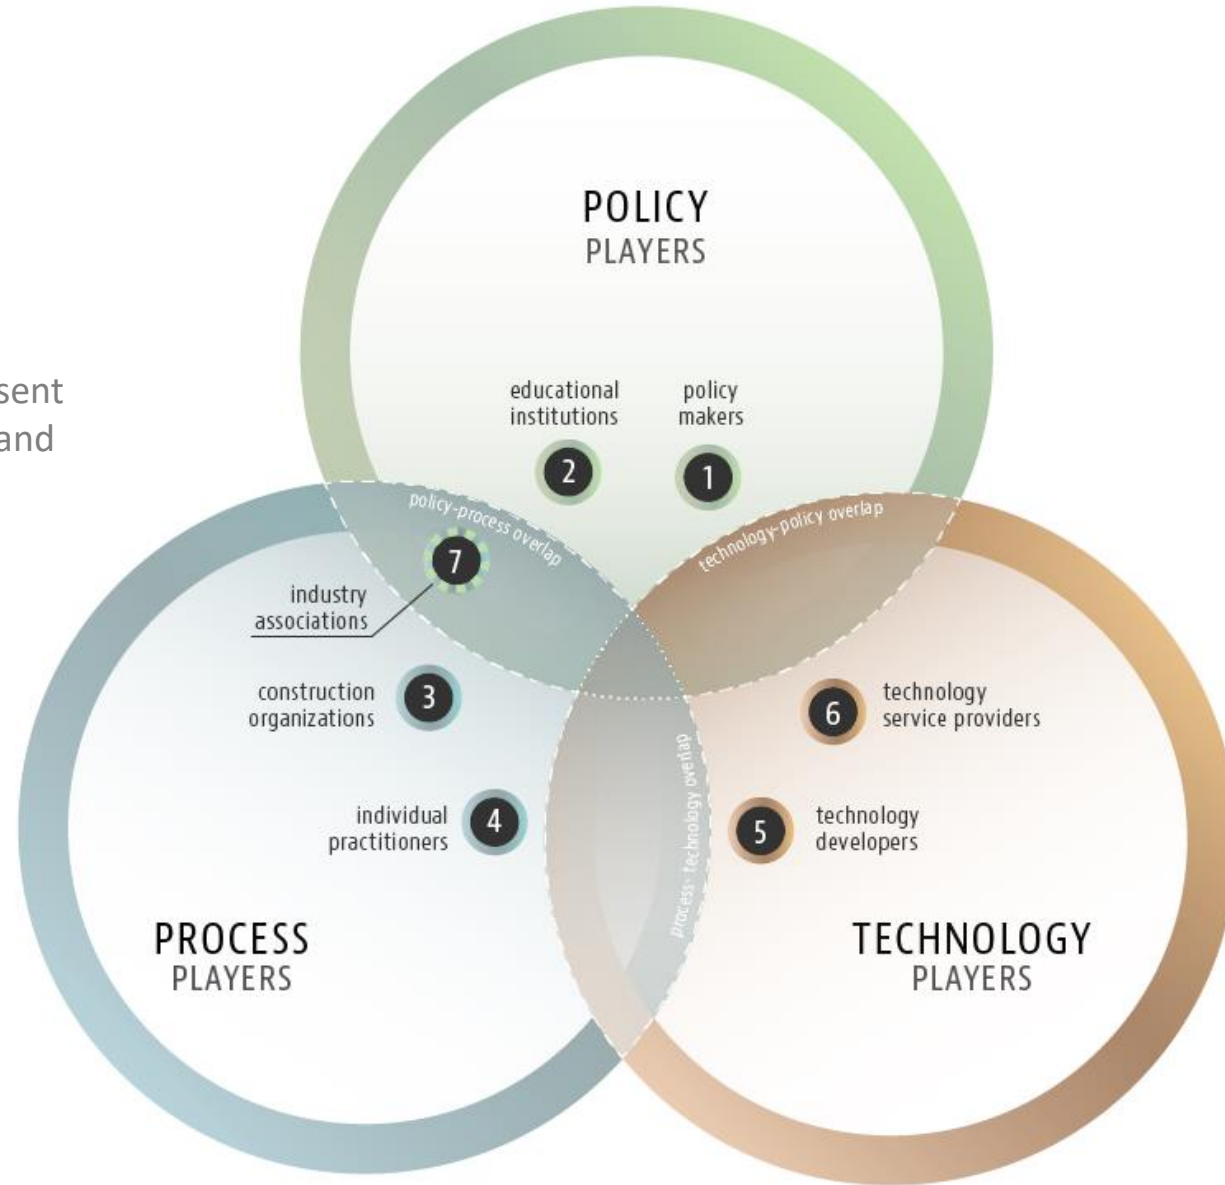 POLICY
PLAYERS
sent
and
educational
institutions
policy
makers
2
1
policy-process overlap
technology-policy overlap
7
industry
associations
construction
organizations
3
6
technology
service providers
individual
practitioners
4
5
technology
developers
process- technology overlap
PROCESS
PLAYERS
TECHNOLOGY
PLAYERS